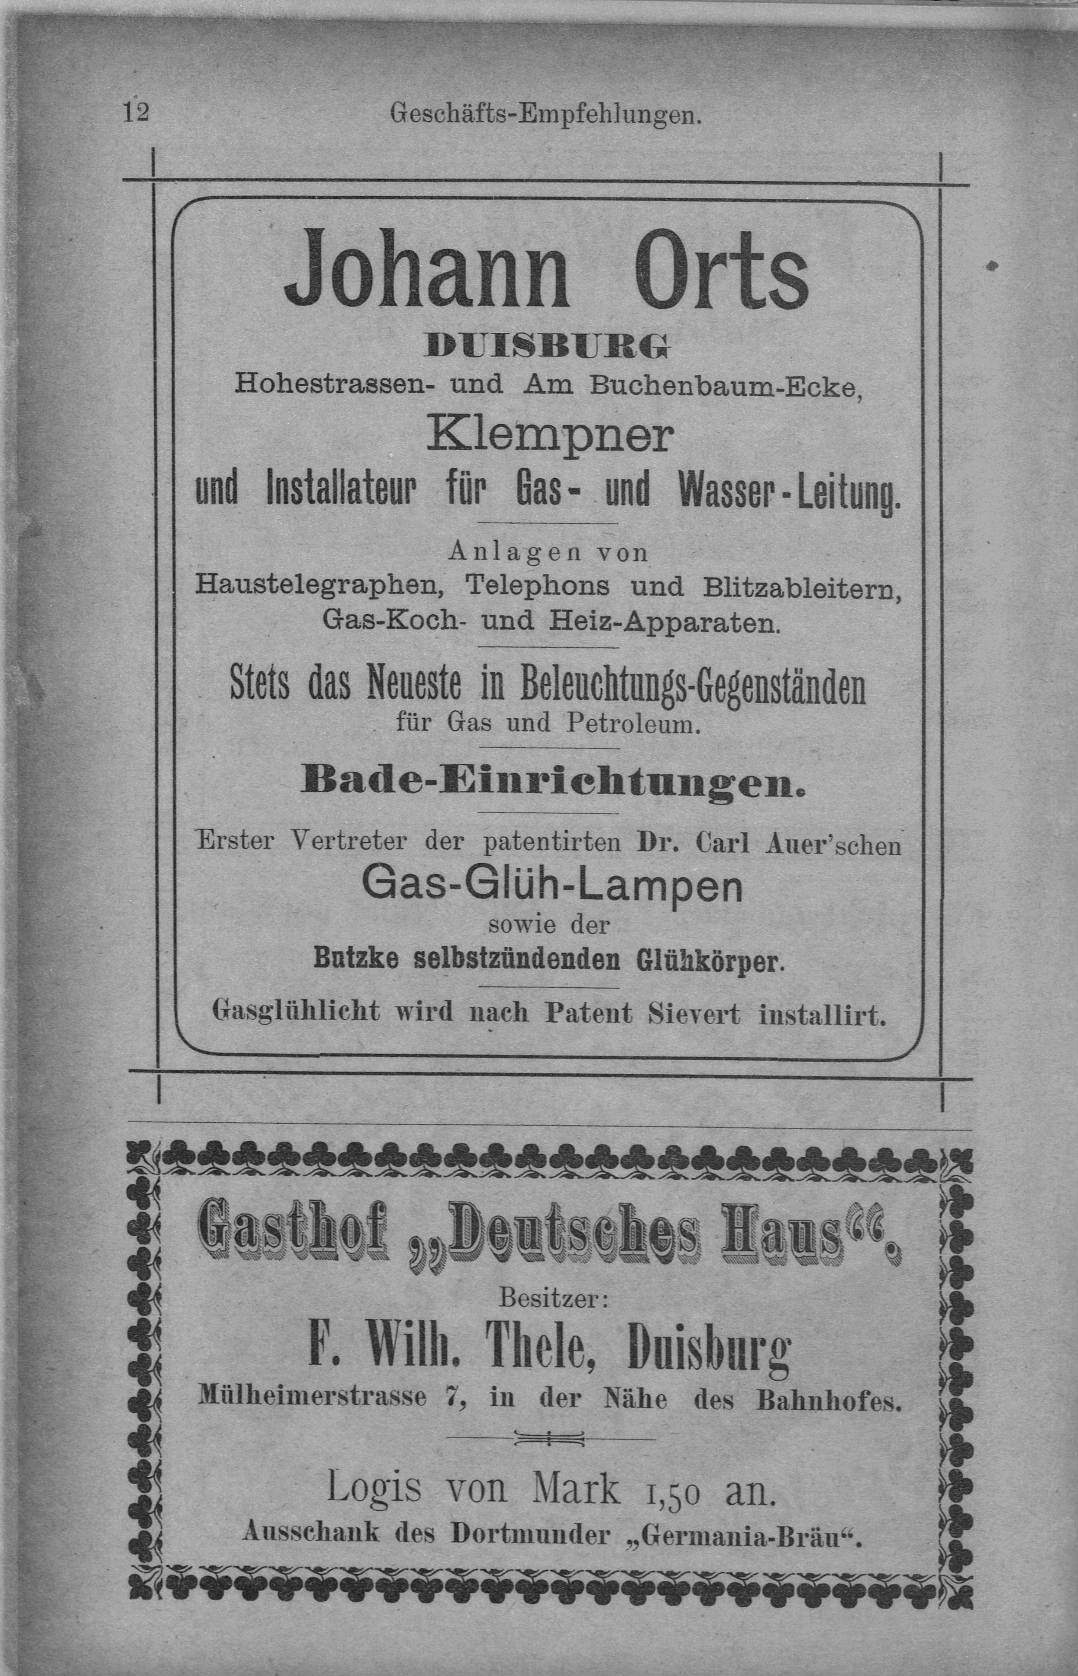 12
Geschäfts-Empfehlungen.
Johann Orts
DUISBURG
Hohestrassen- und Am Buchenbaum-Ecke,
Klempner
und Installateur für Gas- und Wasser-Leitung.
Anlagen von
Haustelegraphen, Telephons und Blitzableitern,
Gas-Koch- und Heiz-Apparaten.
Stets das Neueste in Beleuchtungs-Gegenständen
für Gas und Petroleum.
Bade-Einrichtungen.
Erster Vertreter der patentirten Dr. Carl Auer'schen
Gas-Glüh-Lampen
sowie der
Butzke selbstzündenden Glühkörper.
Gasglühlicht wird nach Patent Sievert installirt.
Gasthof „Deutsches Haus“.
Besitzer:
F. Wilh. Thele, Duisburg
Mülheimerstrasse 7, in der Nähe des Bahnhofes.
Logis von Mark 1,50 an.
Ausschank des Dortmunder „Germania-Bräu“.